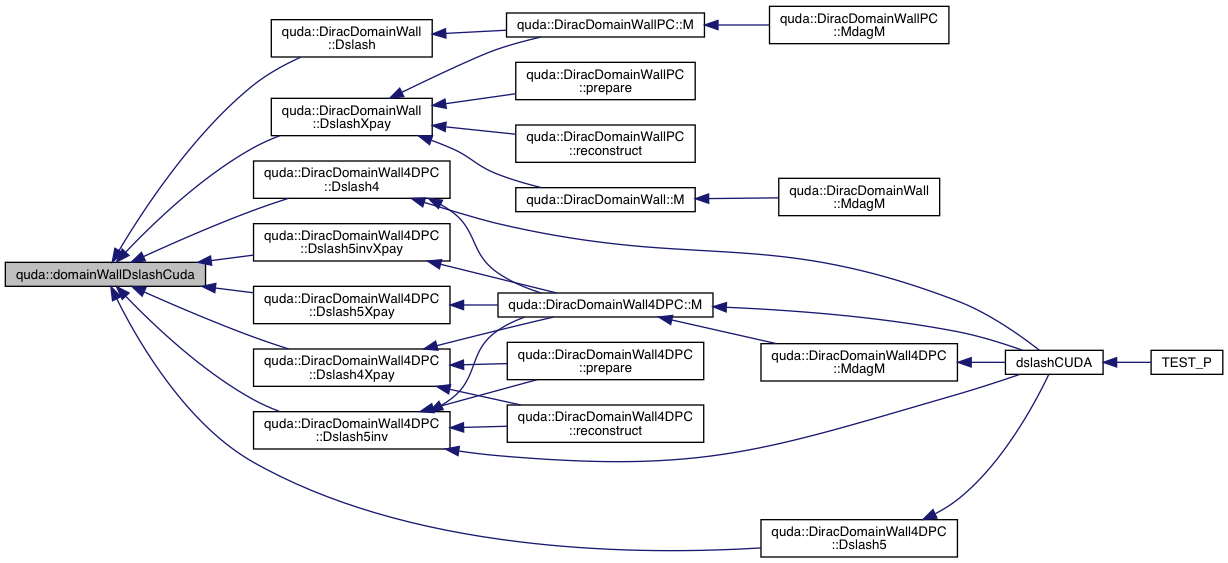 quda::domainWallDslashCuda
quda::DiracDomainWall
::Dslash
quda::DiracDomainWall
::DslashXpay
quda::DiracDomainWall4DPC
::Dslash4
quda::DiracDomainWall4DPC
::Dslash5invXpay
quda::DiracDomainWall4DPC
::Dslash5Xpay
quda::DiracDomainWall4DPC
::Dslash4Xpay
quda::DiracDomainWall4DPC
::Dslash5inv
quda::DiracDomainWallPC::M
quda::DiracDomainWallPC
::prepare
quda::DiracDomainWallPC
::reconstruct
quda::DiracDomainWall::M
quda::DiracDomainWall4DPC::M
quda::DiracDomainWall4DPC
::prepare
quda::DiracDomainWall4DPC
::reconstruct
quda::DiracDomainWallPC
::MdagM
quda::DiracDomainWall
::MdagM
quda::DiracDomainWall4DPC
::MdagM
quda::DiracDomainWall4DPC
::Dslash5
dslashCUDA
TEST_P